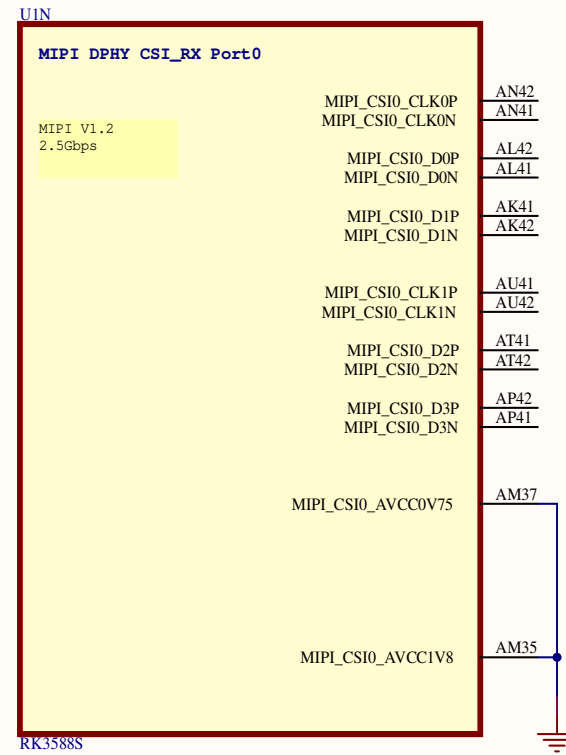 U1N
MIPI DPHY CSI_RX Port0
MIPI V1.2
2.5Gbps
MIPI_CSI0_CLK0P AN42
MIPI_CSI0_CLK0N AN41
MIPI_CSI0_D0P AL42
MIPI_CSI0_D0N AL41
MIPI_CSI0_D1P AK41
MIPI_CSI0_D1N AK42
MIPI_CSI0_CLK1P AU41
MIPI_CSI0_CLK1N AU42
MIPI_CSI0_D2P AT41
MIPI_CSI0_D2N AT42
MIPI_CSI0_D3P AP42
MIPI_CSI0_D3N AP41
MIPI_CSI0_AVCC0V75 AM37
MIPI_CSI0_AVCC1V8 AM35
RK3588S